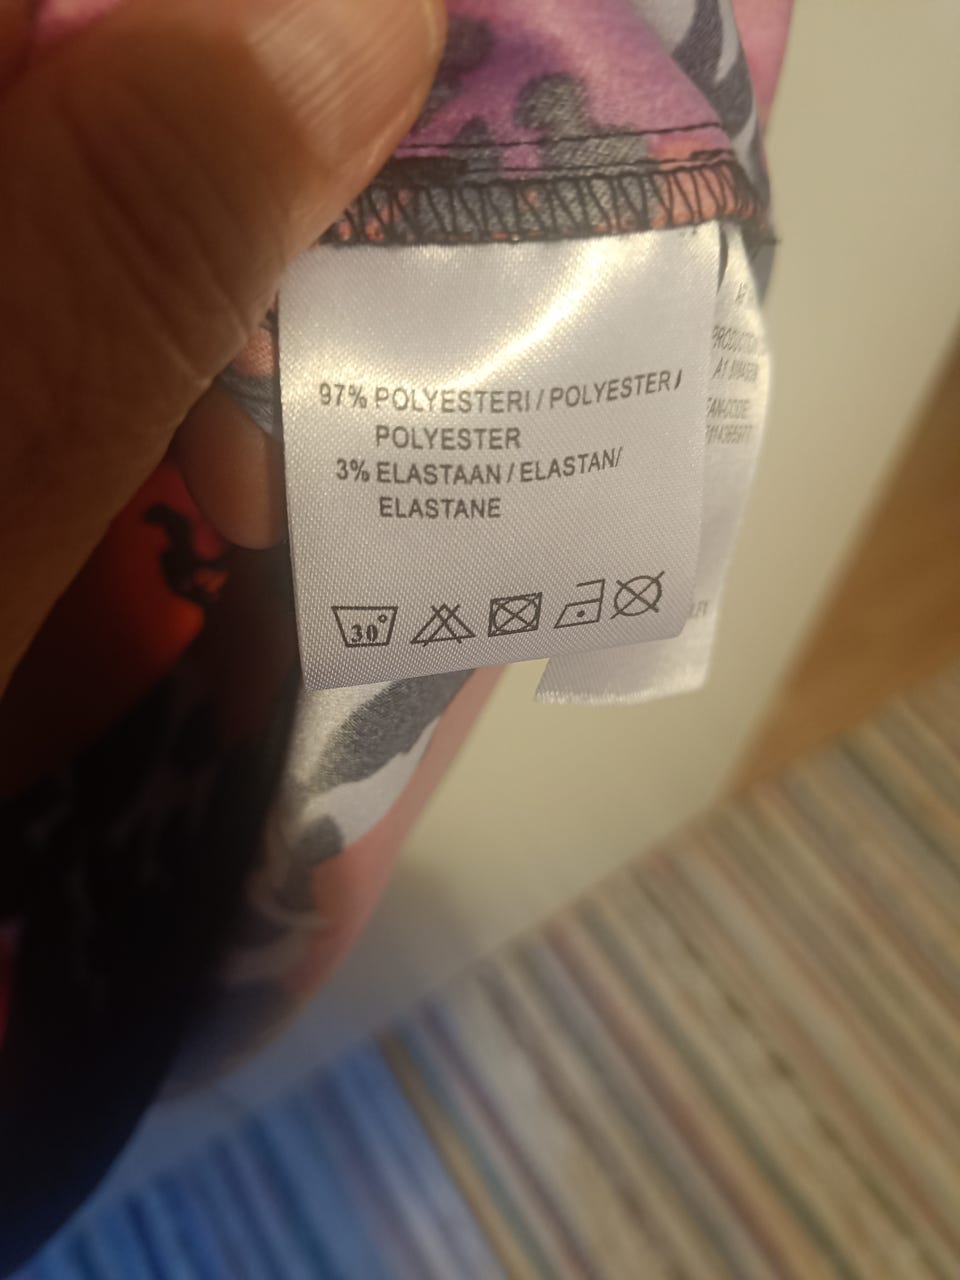 97% POLYESTERI / POLYESTER /
POLYESTER
3% ELASTAAN / ELASTAN/
ELASTANE
30°